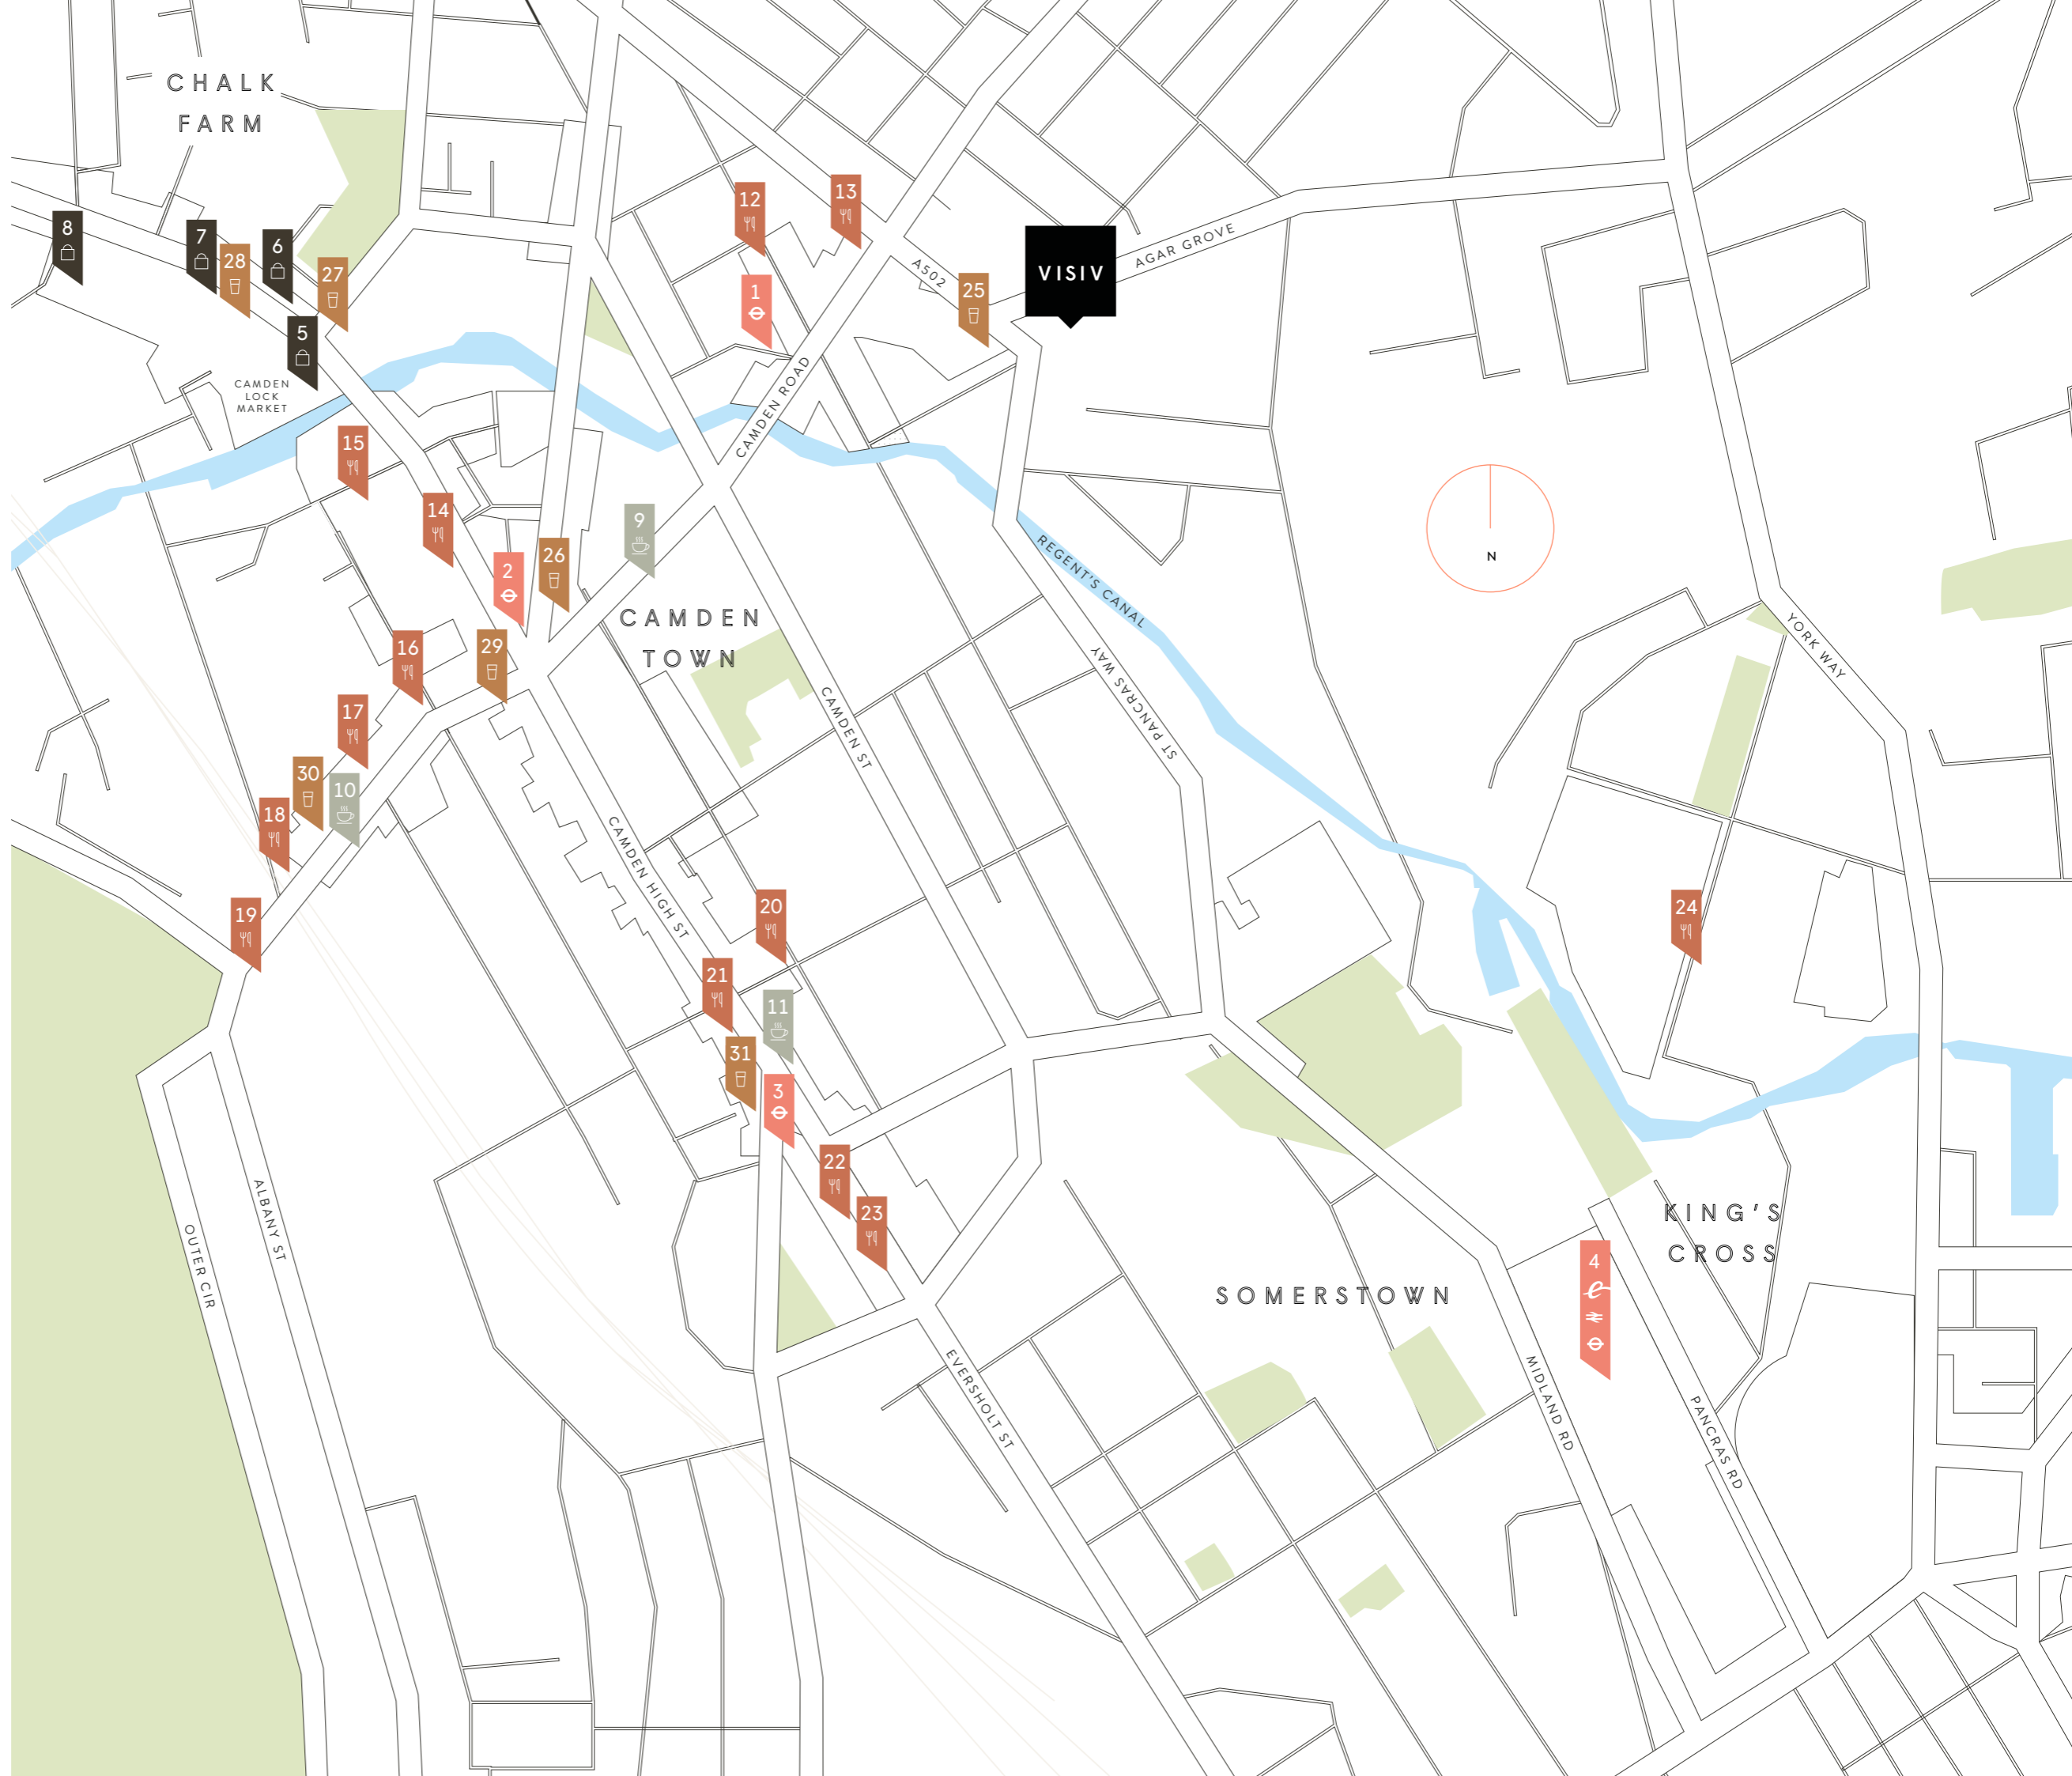 CHALK
FARM
13
12
8
7
6
VISIV
AGAR GROVE
28
27
A502
25
1
5
CAMDEN
LOCK
MARKET
CAMDEN ROAD
15
14
9
26
2
N
REGENT'S CANAL
CAMDEN
TOWN
16
29
ST PANCRAS WAY
YORK WAY
17
CAMDEN ST
30
10
18
CAMDEN HIGH ST
19
20
24
21
11
31
3
22
23
ALBANY ST
OUTER CIR
KING'S
CROSS
4
SOMERSTOWN
EVERSHOLT ST
MIDLAND RD
PANCRAS RD